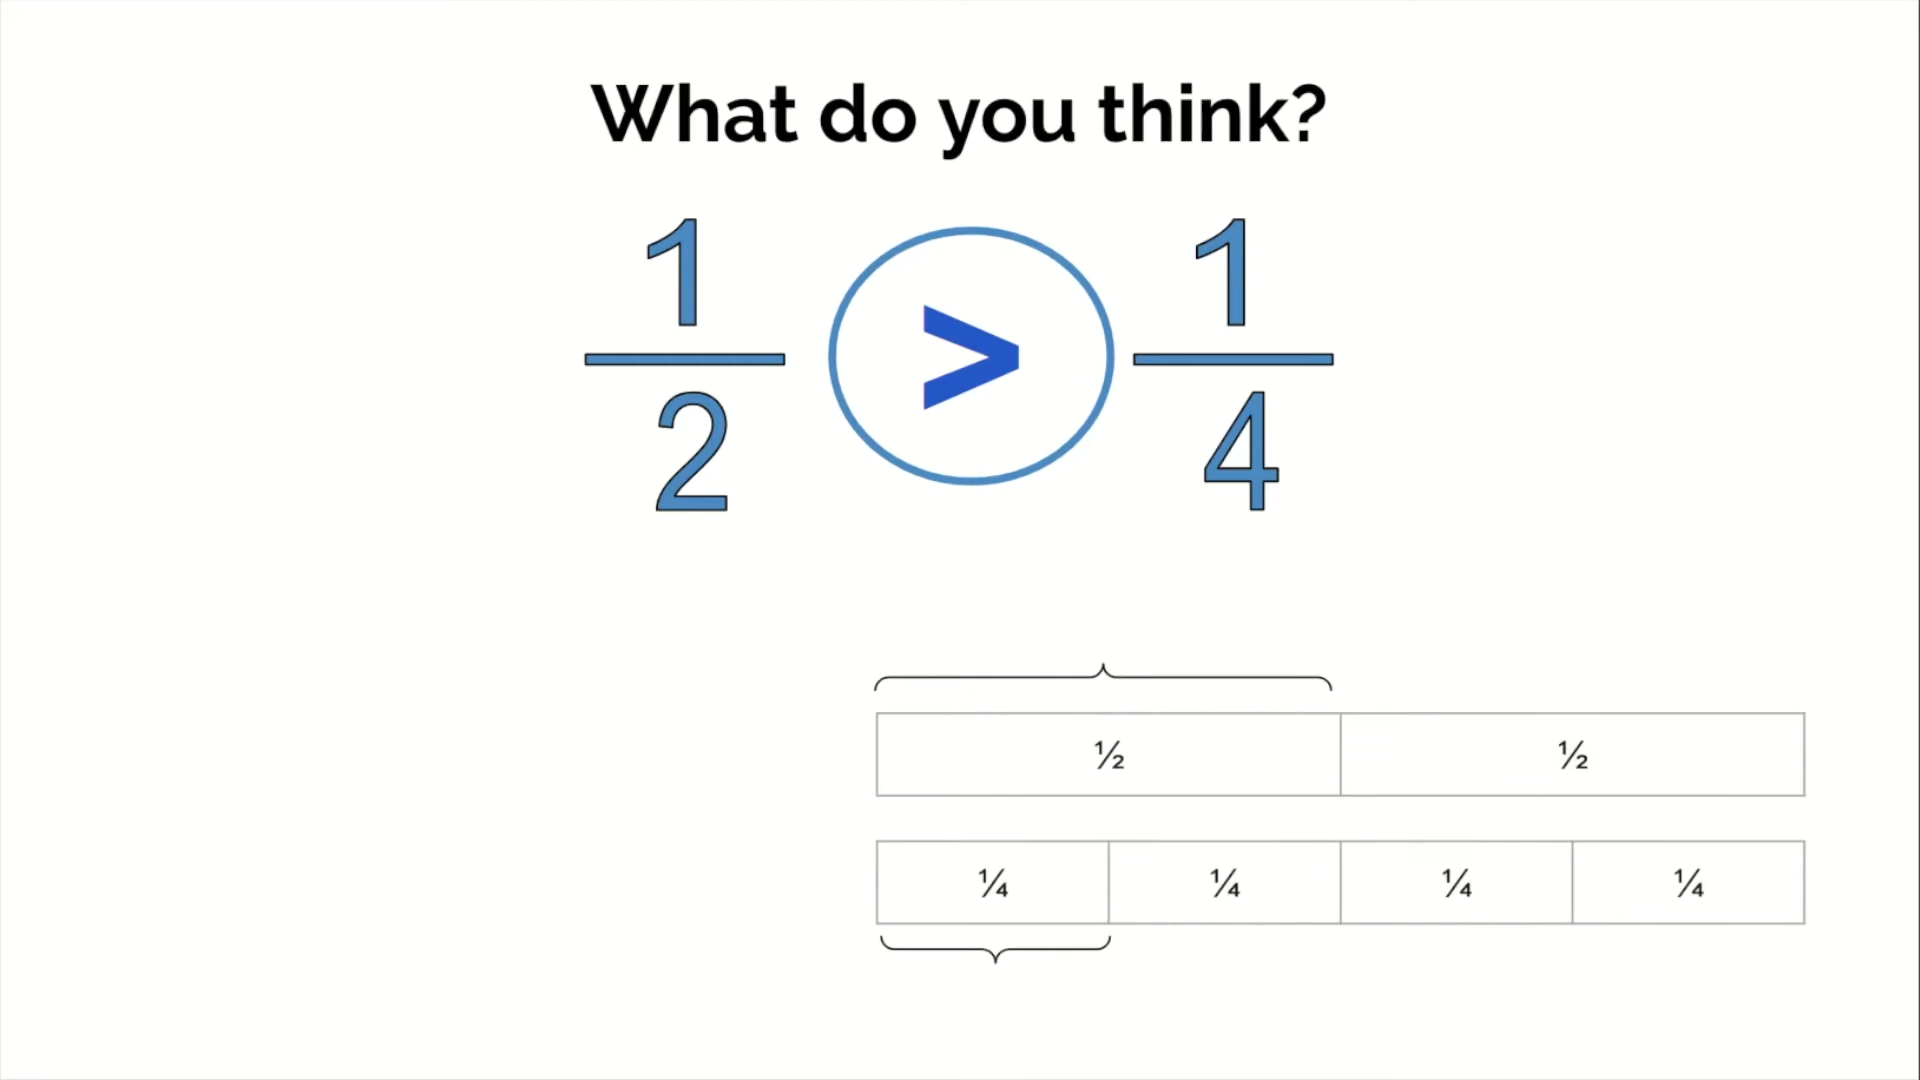 What do you think?
1/2 > 1/4
½ ½
¼ ¼ ¼ ¼